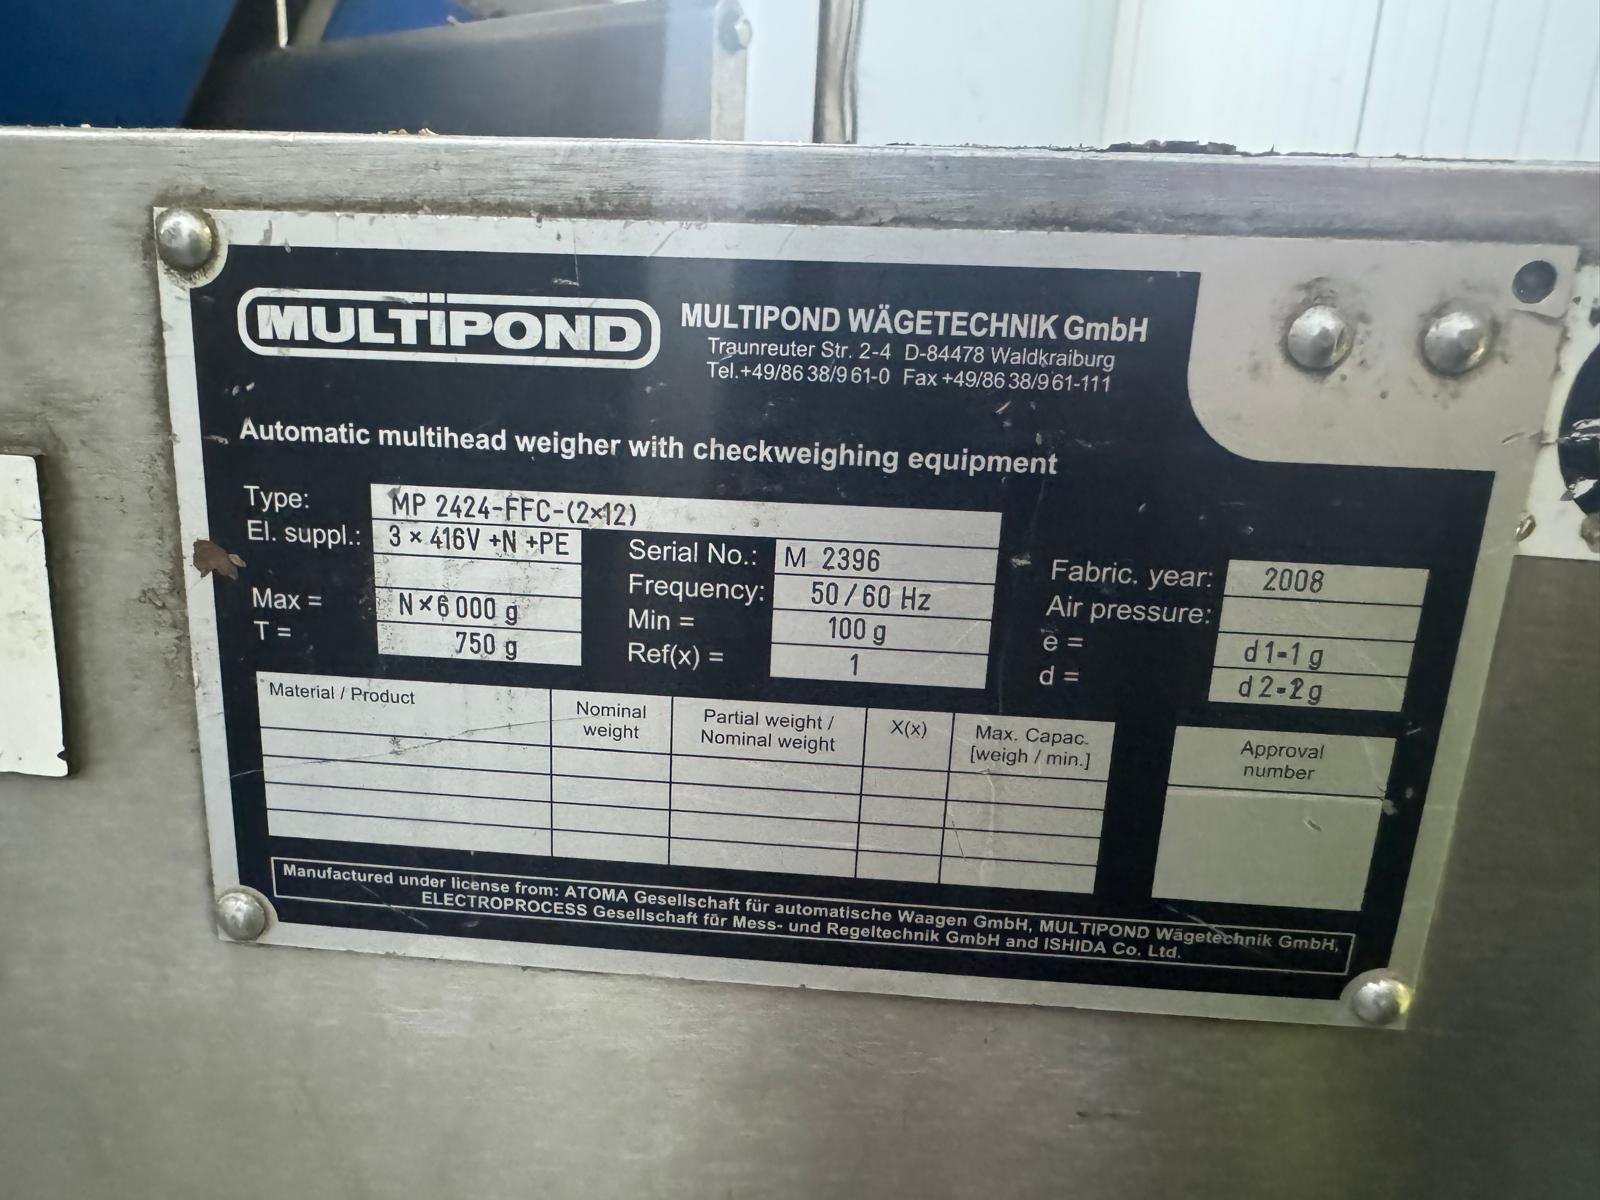 MULTIPOND
MULTIPOND WÄGETECHNIK GmbH
Traunreuter Str. 2-4 D-84478 Waldkraiburg
Tel.+49/86 38/9 61-0 Fax +49/86 38/9 61-111
Automatic multihead weigher with checkweighing equipment
Type: MP 2424-FFC-(2×12)
El. suppl.: 3 × 416V +N +PE
Serial No.: M 2396
Fabric. year: 2008
Frequency: 50 / 60 Hz
Air pressure:
Max = N×6 000 g
Min = 100 g
e = d1=1 g
T = 750 g
Ref(x) = 1
d = d2=2g
Material / Product
Nominal weight
Partial weight / Nominal weight
X(x)
Max. Capac. [weigh / min.]
Approval number
Manufactured under license from: ATOMA Gesellschaft für automatische Waagen GmbH, MULTIPOND Wägetechnik GmbH,
ELECTROPROCESS Gesellschaft für Mess- und Regeltechnik GmbH and ISHIDA Co. Ltd.